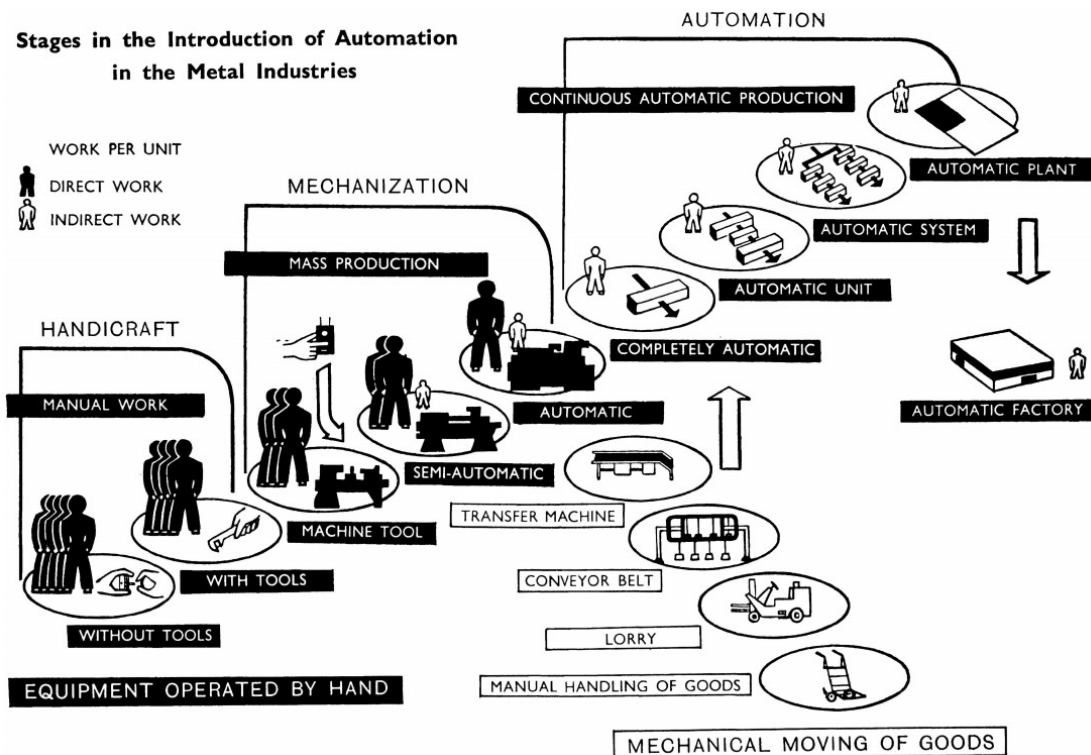 Stages in the Introduction of Automation
in the Metal Industries
AUTOMATION
CONTINUOUS AUTOMATIC PRODUCTION
WORK PER UNIT
DIRECT WORK
INDIRECT WORK
MECHANIZATION
AUTOMATIC PLANT
AUTOMATIC SYSTEM
MASS PRODUCTION
AUTOMATIC UNIT
HANDICRAFT
COMPLETELY AUTOMATIC
MANUAL WORK
AUTOMATIC
AUTOMATIC FACTORY
SEMI-AUTOMATIC
TRANSFER MACHINE
MACHINE TOOL
WITH TOOLS
CONVEYOR BELT
WITHOUT TOOLS
LORRY
EQUIPMENT OPERATED BY HAND
MANUAL HANDLING OF GOODS
MECHANICAL MOVING OF GOODS